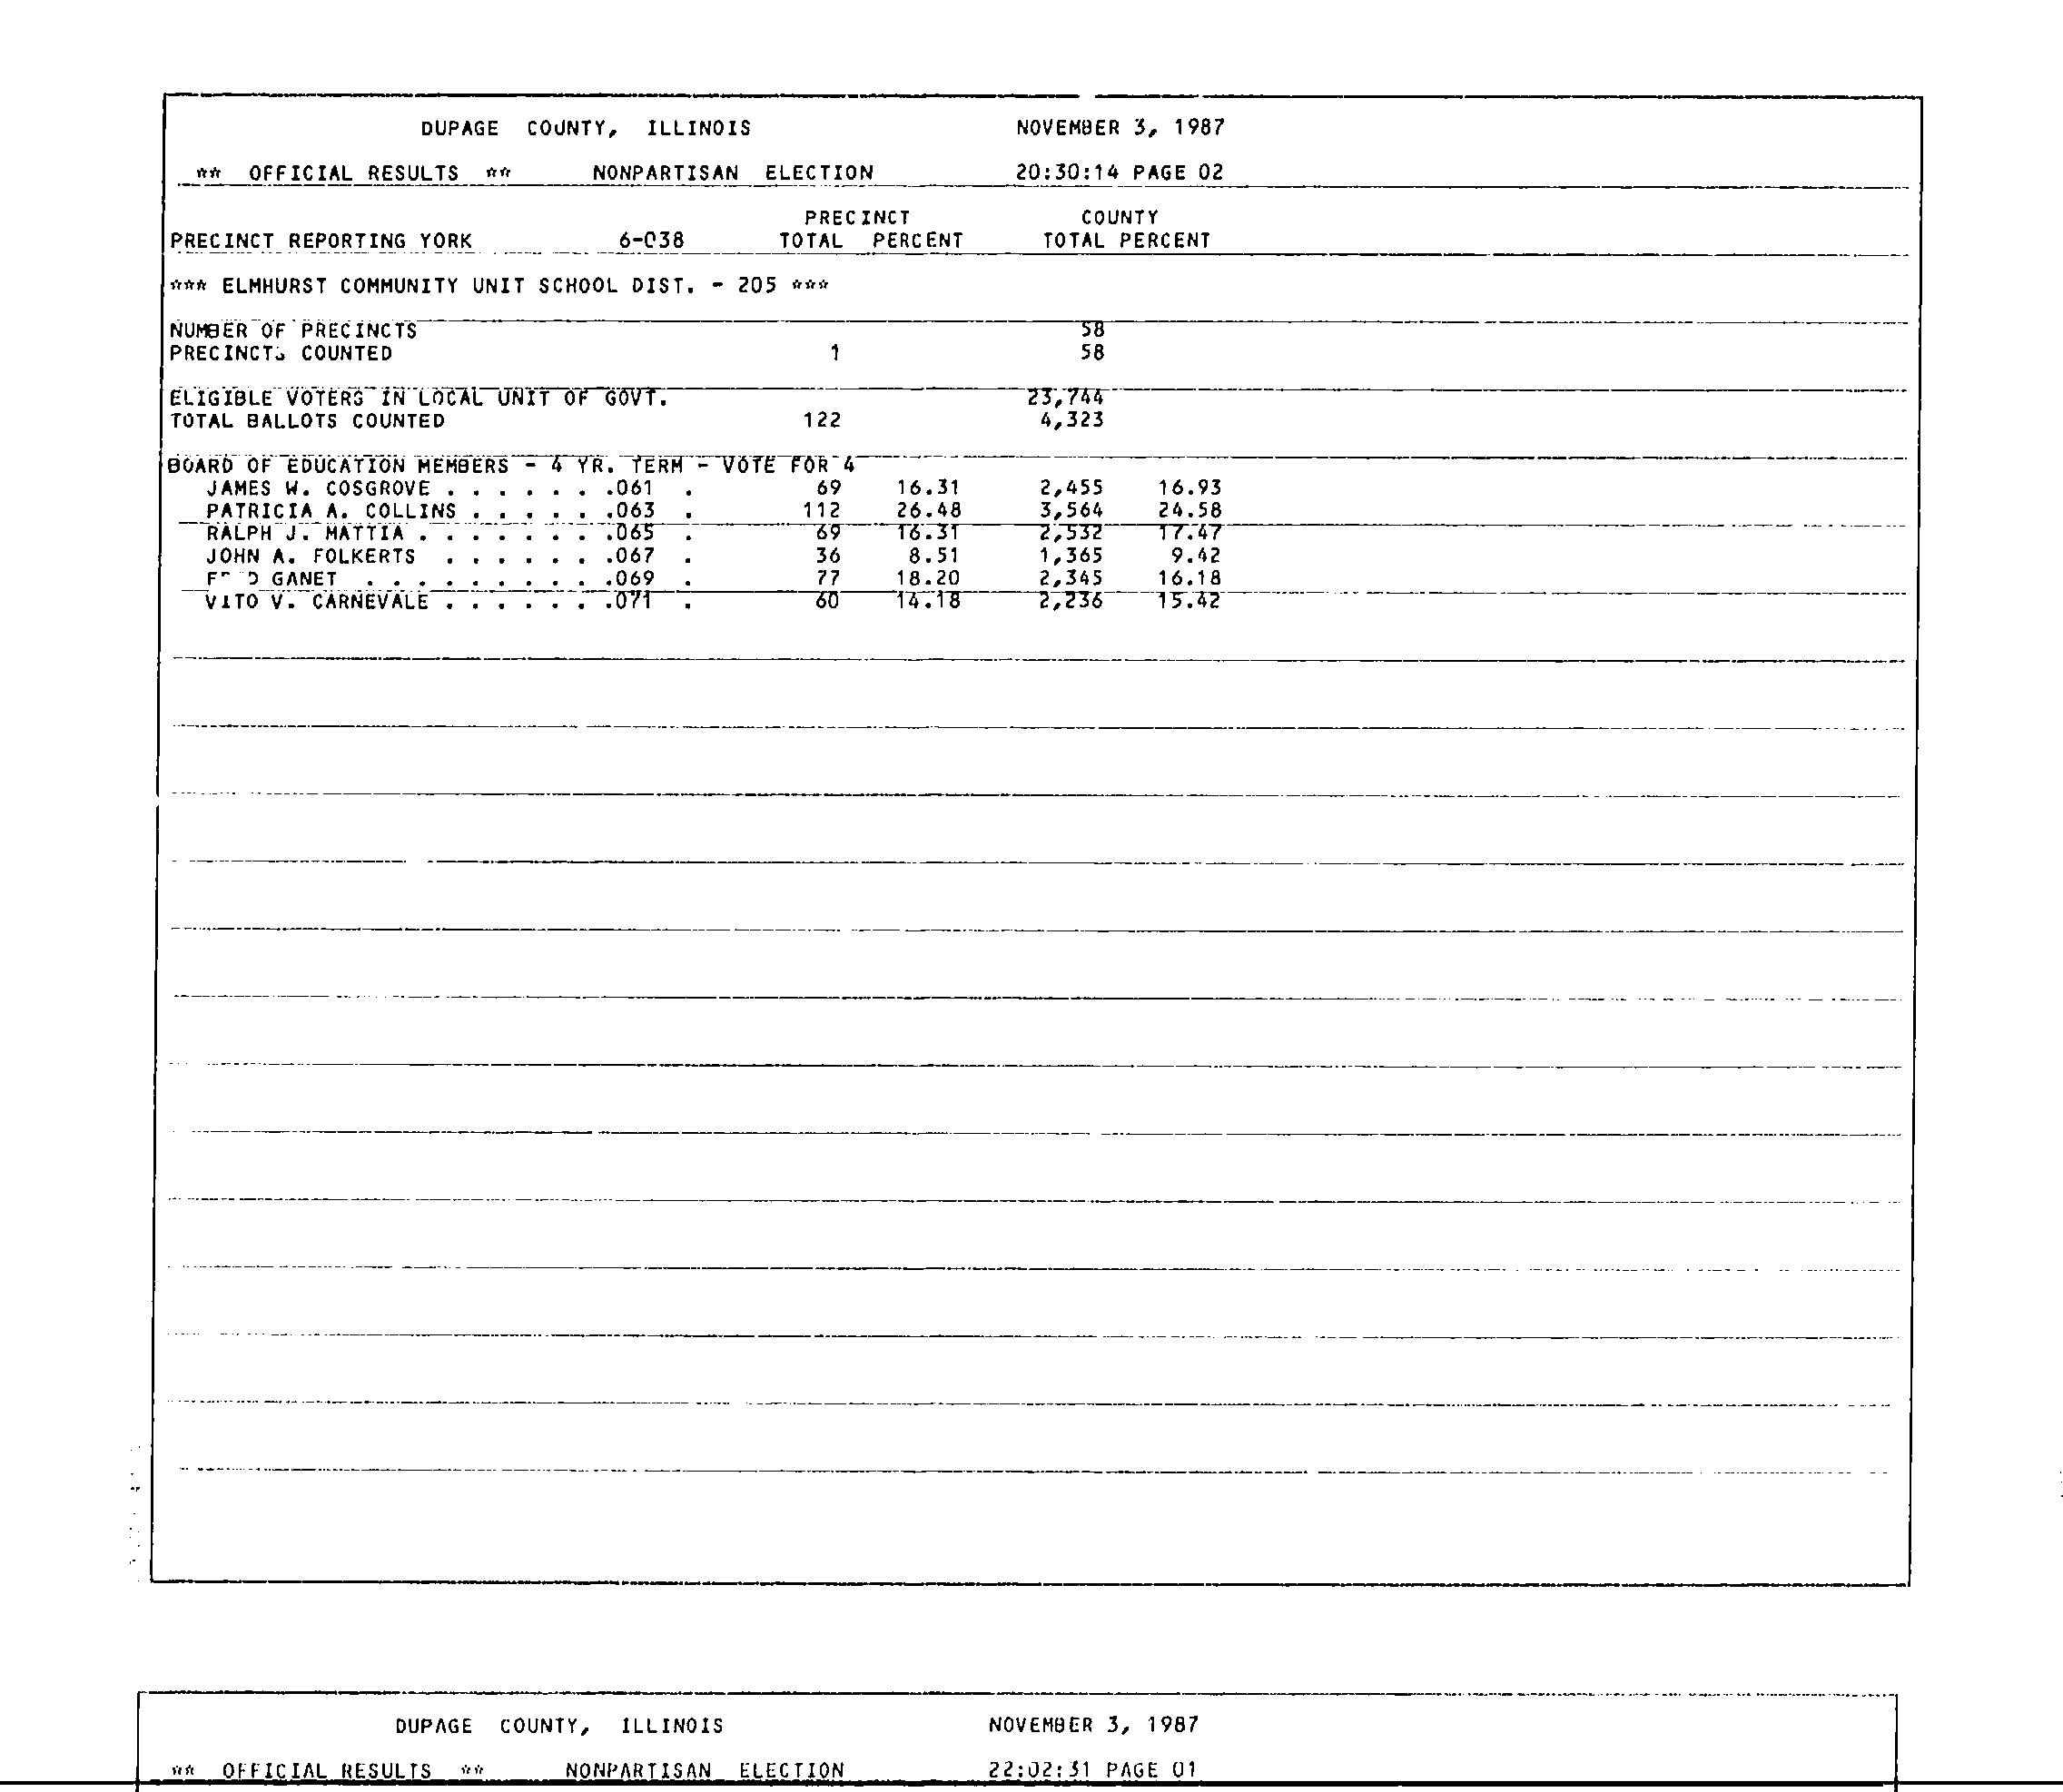 DUPAGE COUNTY, ILLINOIS NOVEMBER 3, 1987
** OFFICIAL RESULTS ** NONPARTISAN ELECTION 20:30:14 PAGE 02
PRECINCT COUNTY
PRECINCT REPORTING YORK 6-038 TOTAL PERCENT TOTAL PERCENT
*** ELMHURST COMMUNITY UNIT SCHOOL DIST. - 205 ***
NUMBER OF PRECINCTS 58
PRECINCTS COUNTED 1 58
ELIGIBLE VOTERS IN LOCAL UNIT OF GOVT. 23,744
TOTAL BALLOTS COUNTED 122 4,323
BOARD OF EDUCATION MEMBERS - 4 YR. TERM - VOTE FOR 4
JAMES W. COSGROVE . . . . . . .061 . 69 16.31 2,455 16.93
PATRICIA A. COLLINS . . . . . .063 . 112 26.48 3,564 24.58
RALPH J. MATTIA . . . . . . . .065 . 69 16.31 2,532 17.47
JOHN A. FOLKERTS . . . . . . .067 . 36 8.51 1,365 9.42
GANET . . . . . . . . . .069 . 77 18.20 2,345 16.18
VITO V. CARNEVALE . . . . . . .071 . 60 14.18 2,236 15.42
DUPAGE COUNTY, ILLINOIS NOVEMBER 3, 1987
** OFFICIAL RESULTS ** NONPARTISAN ELECTION 22:02:31 PAGE 01